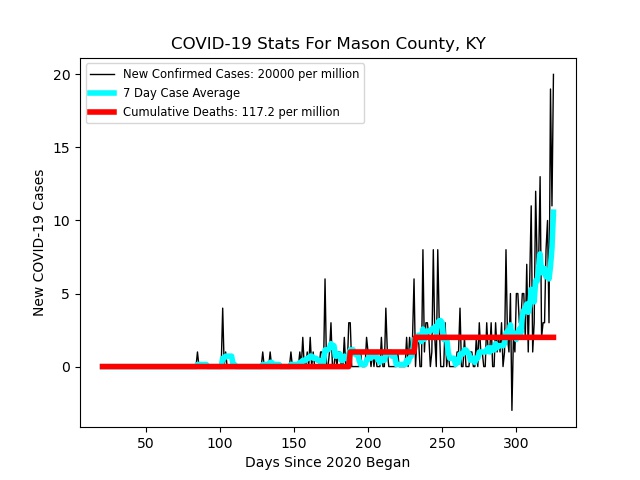 COVID-19 Stats For Mason County, KY
New Confirmed Cases: 20000 per million
7 Day Case Average
Cumulative Deaths: 117.2 per million
New COVID-19 Cases
20
15
10
5
0
50 100 150 200 250 300
Days Since 2020 Began